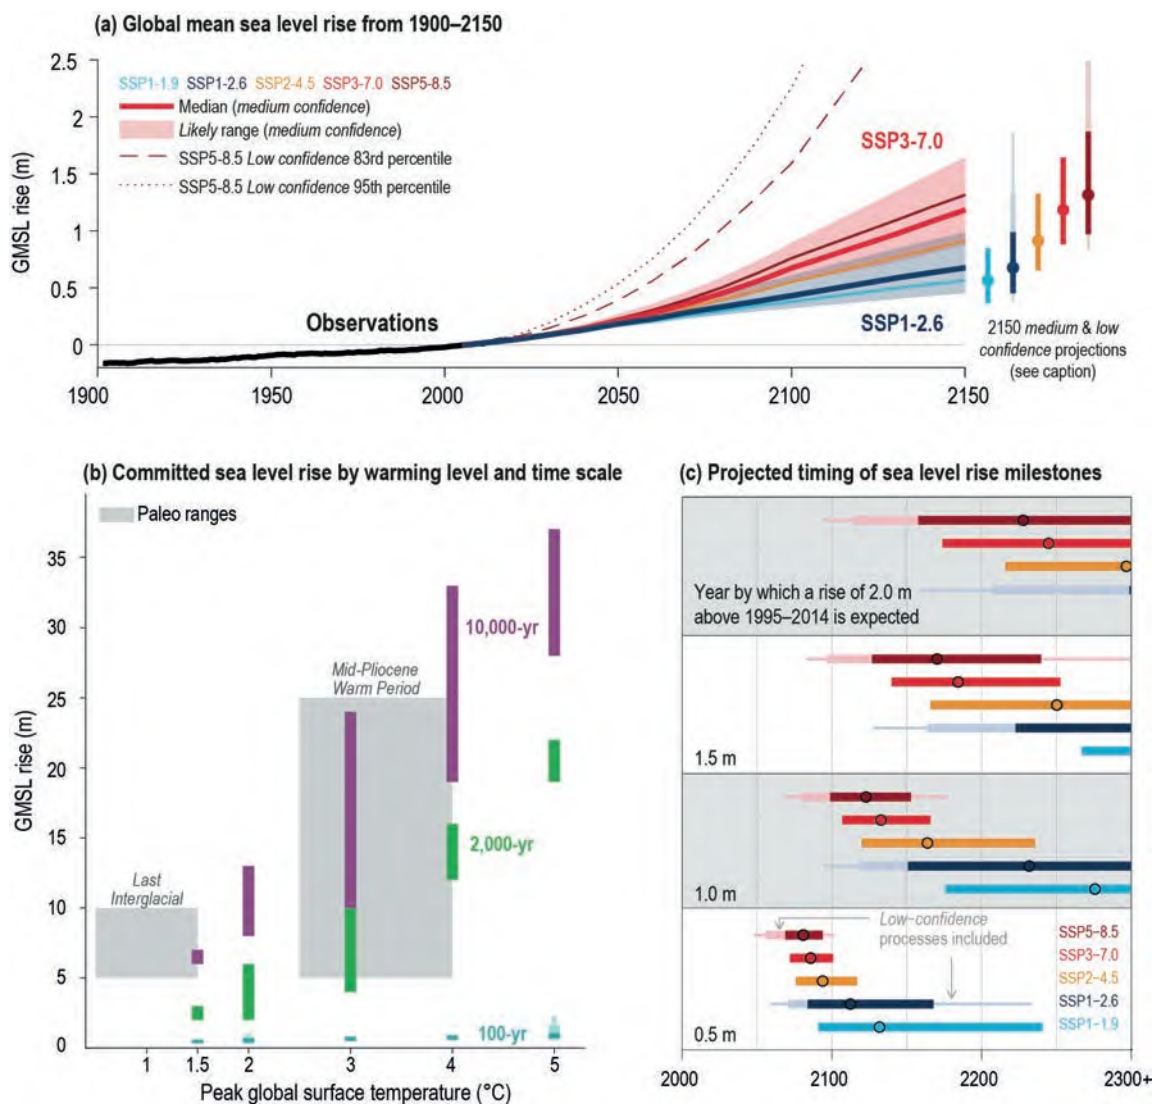 (a) Global mean sea level rise from 1900–2150
2.5
2
1.5
1
0.5
0
GMSL rise (m)
SSP1-1.9 SSP1-2.6 SSP2-4.5 SSP3-7.0 SSP5-8.5
Median (medium confidence)
Likely range (medium confidence)
SSP5-8.5 Low confidence 83rd percentile
SSP5-8.5 Low confidence 95th percentile
SSP3-7.0
Observations
SSP1-2.6
2150 medium & low
confidence projections
(see caption)
1900 1950 2000 2050 2100 2150
(b) Committed sea level rise by warming level and time scale
Paleo ranges
35
30
25
20
15
10
5
0
GMSL rise (m)
10,000-yr
Mid-Pliocene
Warm Period
2,000-yr
Last
Interglacial
100-yr
1 1.5 2 3 4 5
Peak global surface temperature (°C)
(c) Projected timing of sea level rise milestones
Year by which a rise of 2.0 m
above 1995–2014 is expected
1.5 m
1.0 m
Low-confidence
processes included
SSP5-8.5
SSP3-7.0
SSP2-4.5
SSP1-2.6
SSP1-1.9
0.5 m
2000 2100 2200 2300+